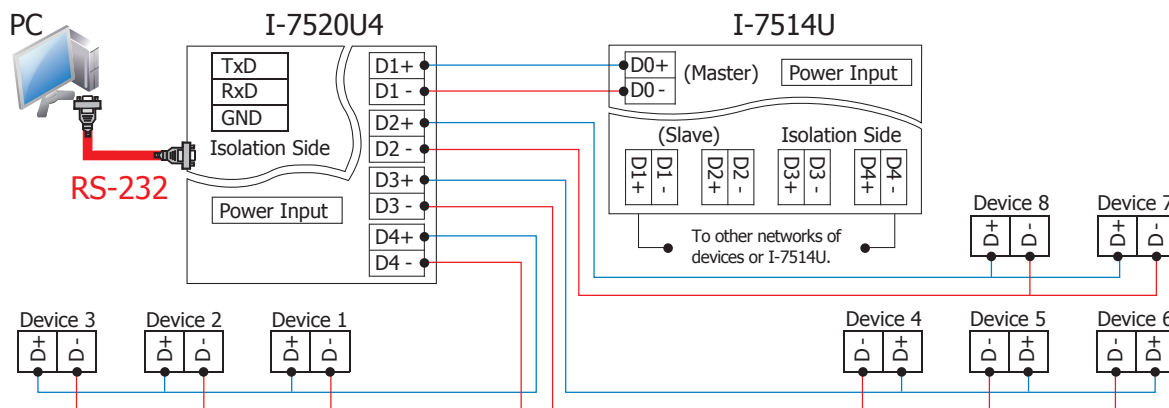 PC
I-7520U4
I-7514U
TxD
RxD
GND
Isolation Side
RS-232
Power Input
D1+
D1 -
D2+
D2 -
D3+
D3 -
D4+
D4 -
D0+
D0 -
(Master)
Power Input
(Slave)
Isolation Side
D1+
D1 -
D2+
D2 -
D3+
D3 -
D4+
D4 -
To other networks of
devices or I-7514U.
Device 8
D+
D-
Device 7
D+
D-
Device 3
D+
D-
Device 2
D+
D-
Device 1
D+
D-
Device 4
D-
D+
Device 5
D-
D+
Device 6
D-
D+